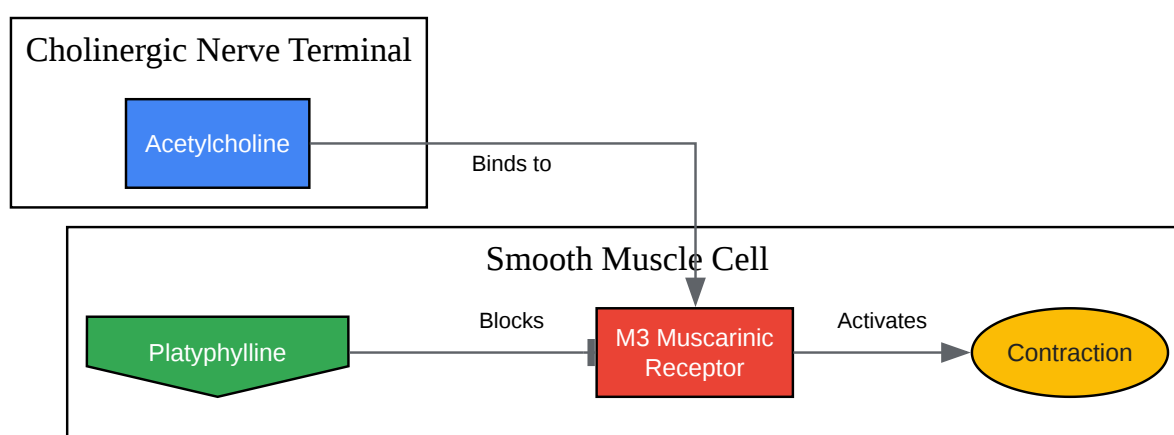 Cholinergic Nerve Terminal
Acetylcholine
Binds to
Smooth Muscle Cell
Platyphylline
Blocks
M3 Muscarinic
Receptor
Activates
Contraction